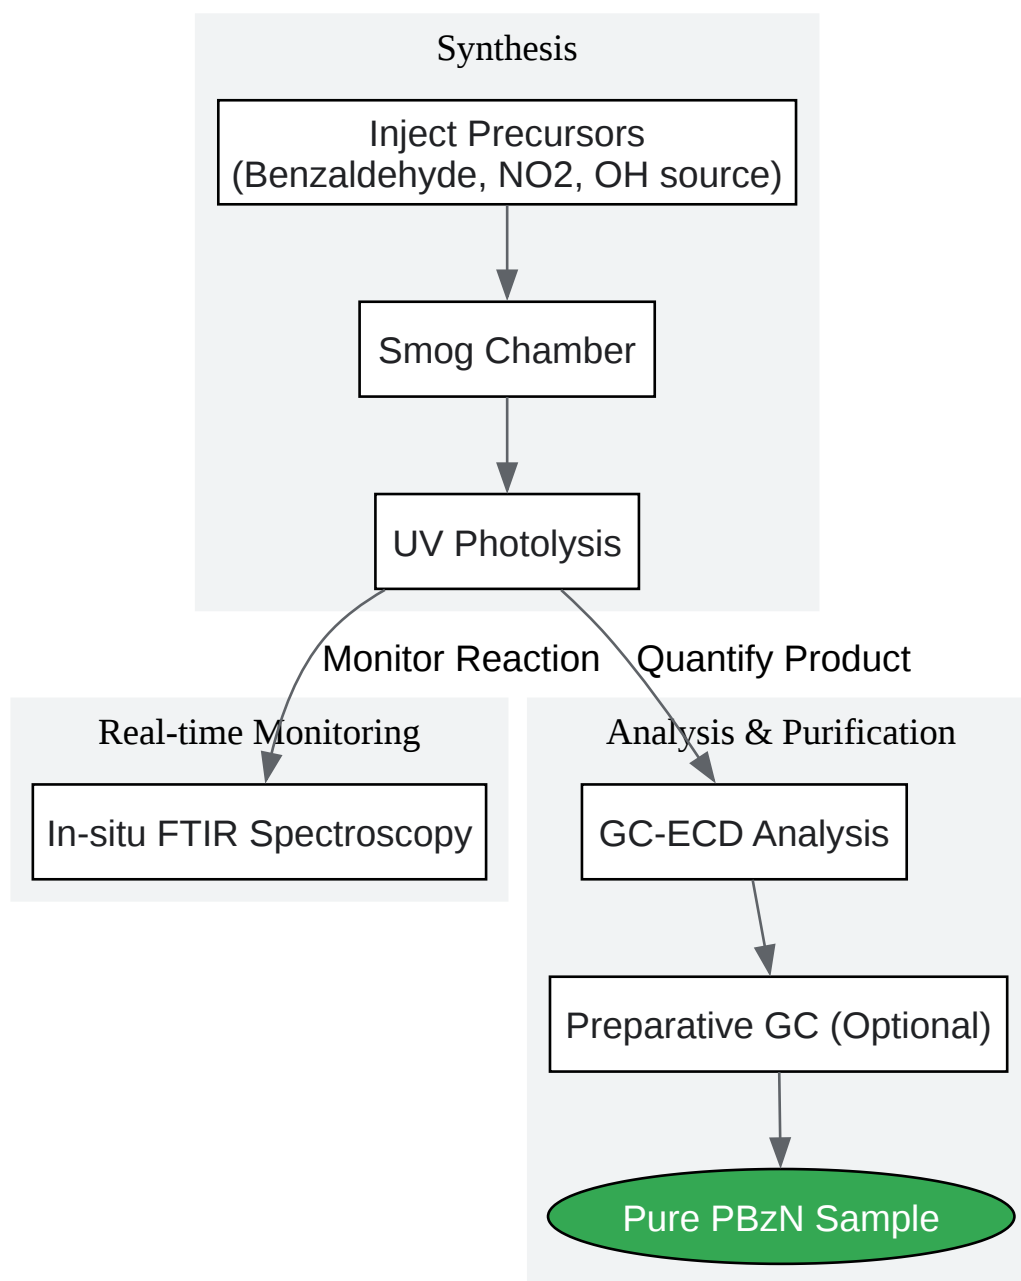 Synthesis
Inject Precursors
(Benzaldehyde, NO2, OH source)
Smog Chamber
UV Photolysis
Monitor Reaction
Quantify Product
Real-time Monitoring
In-situ FTIR Spectroscopy
Analysis & Purification
GC-ECD Analysis
Preparative GC (Optional)
Pure PBzN Sample